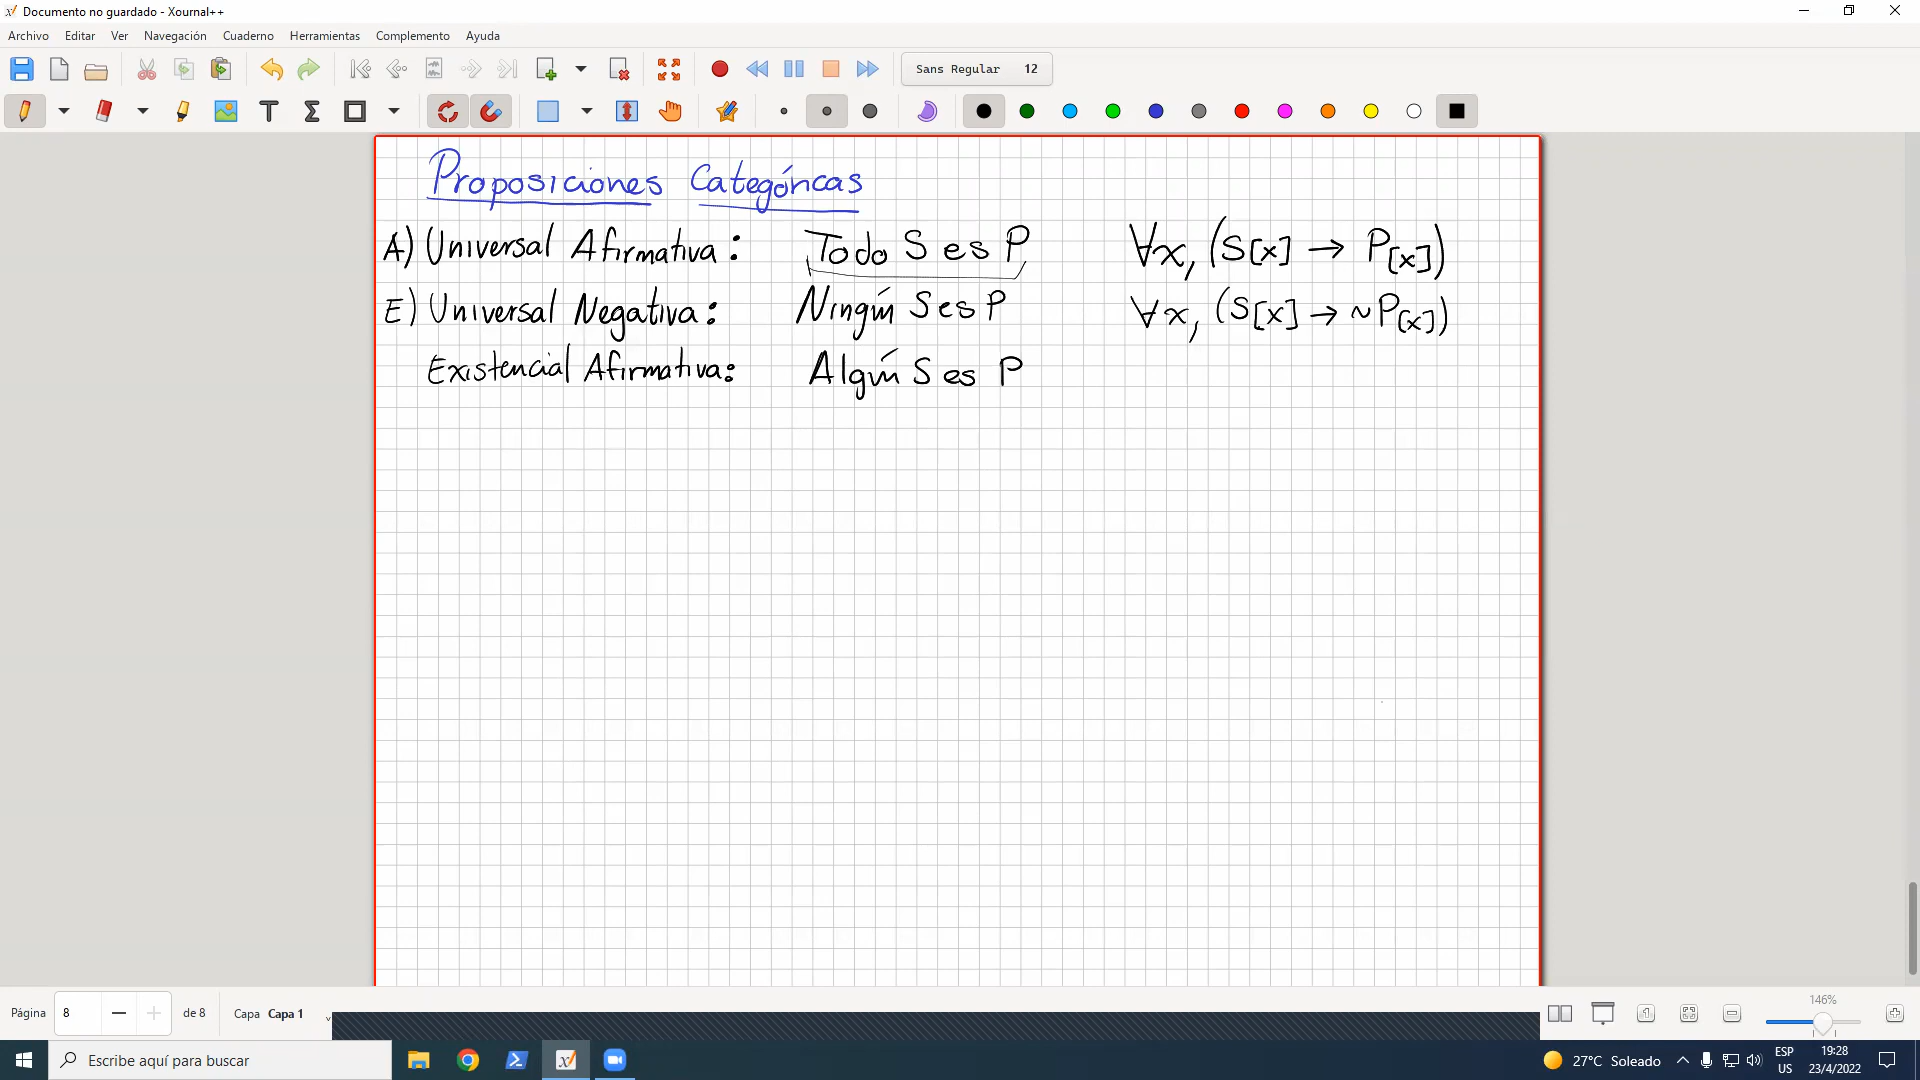 Documento no guardado - Xournal++
Archivo Editar Ver Navegación Cuaderno Herramientas Complemento Ayuda
Sans Regular 12
Proposiciones Categóricas
A) Universal Afirmativa: Todo S es P ∀x, (S[x] → P[x])
E) Universal Negativa: Ningún S es P ∀x, (S[x] → ~P[x])
Existencial Afirmativa: Algún S es P
Página 8 de 8 Capa Capa 1
146%
Escribe aquí para buscar
27°C Soleado
ESP
US
19:28
23/4/2022